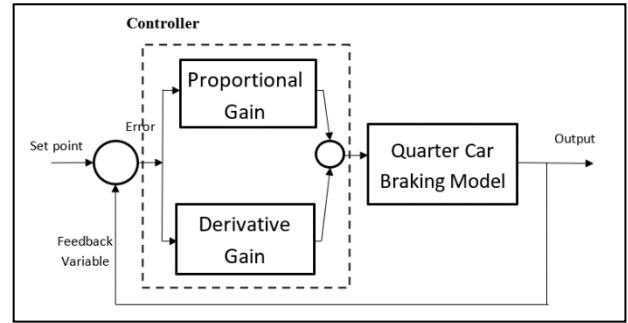 Controller
Proportional
Gain
Error
Set point
Quarter Car
Braking Model
Output
Derivative
Gain
Feedback
Variable